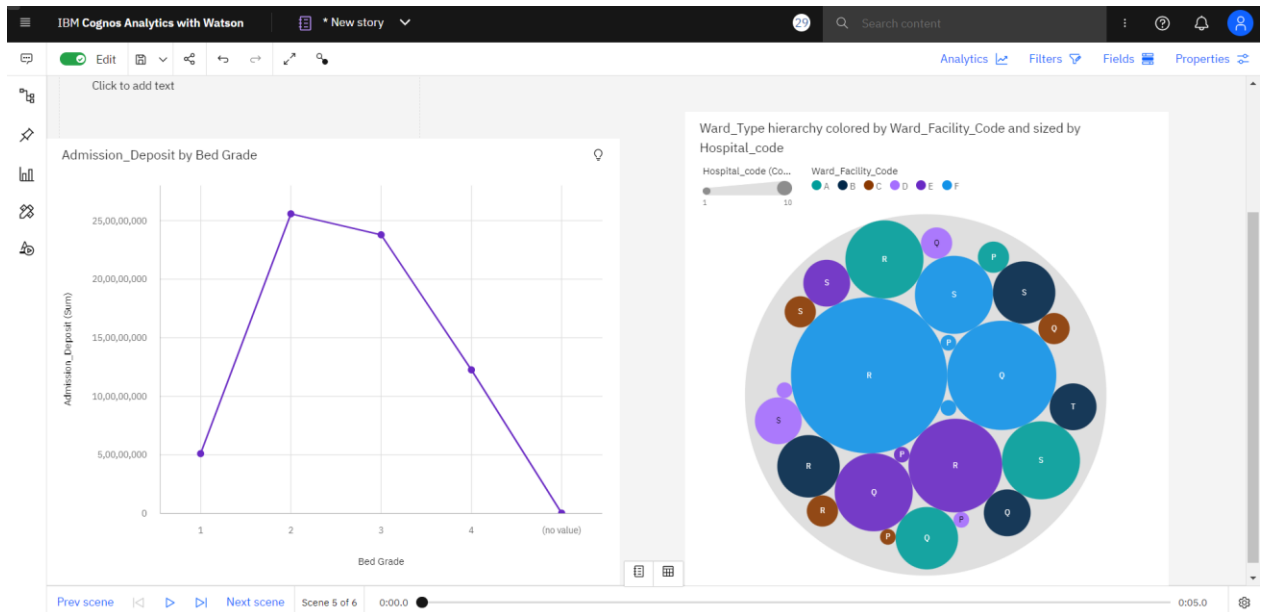 IBM Cognos Analytics with Watson
* New story
29
Search content
Edit
Analytics
Filters
Fields
Properties
Click to add text
Admission_Deposit by Bed Grade
Admission_Deposit (Sum)
25,00,00,000
20,00,00,000
15,00,00,000
10,00,00,000
5,00,00,000
0
1
2
3
4
(no value)
Bed Grade
Ward_Type hierarchy colored by Ward_Facility_Code and sized by
Hospital_code
Hospital_code (Co...
1
10
Ward_Facility_Code
A B C D E F
R
Q
P
S
S
S
S
Q
P
R
Q
T
S
R
P
R
S
Q
R
Q
P
P
Q
Prev scene
Next scene
Scene 5 of 6
0:00.0
0:05.0